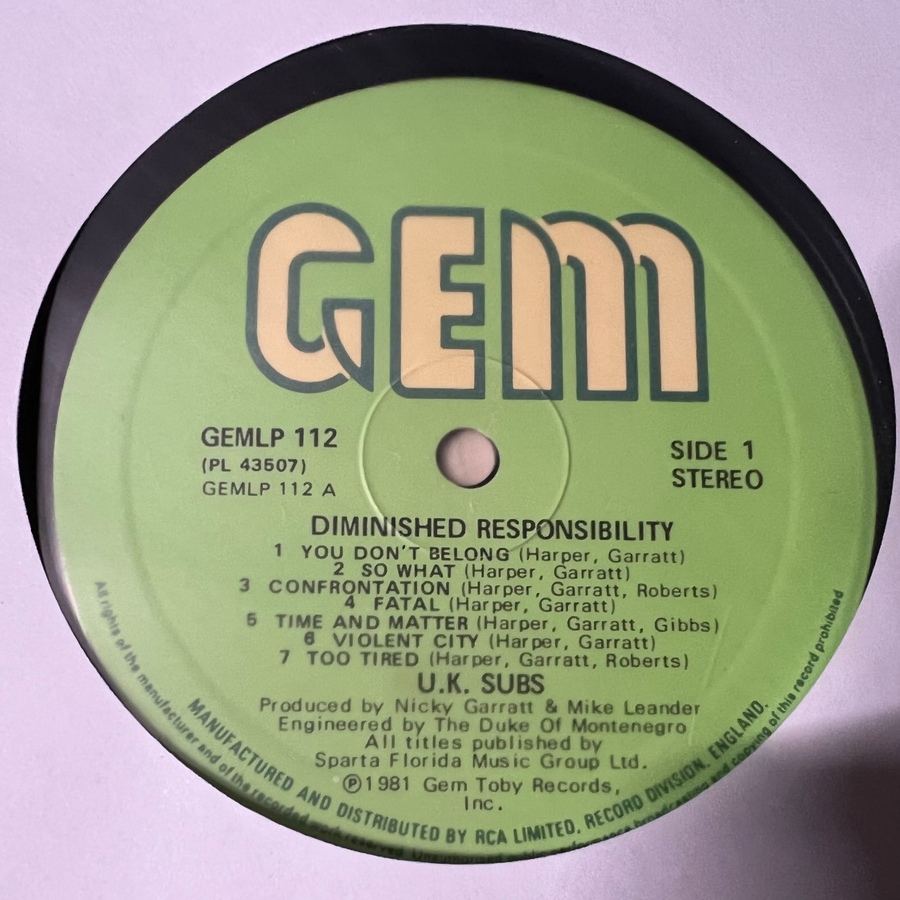 GEM
GEMLP 112
(PL 43507)
GEMLP 112 A
SIDE 1
STEREO
DIMINISHED RESPONSIBILITY
1 YOU DON'T BELONG (Harper, Garratt)
2 SO WHAT (Harper, Garratt)
3 CONFRONTATION (Harper, Garratt, Roberts)
4 FATAL (Harper, Garratt)
5 TIME AND MATTER (Harper, Garratt, Gibbs)
6 VIOLENT CITY (Harper, Garratt)
7 TOO TIRED (Harper, Garratt, Roberts)
U.K. SUBS
Produced by Nicky Garratt & Mike Leander
Engineered by The Duke Of Montenegro
All titles published by
Sparta Florida Music Group Ltd.
℗1981 Gem Toby Records,
Inc.
MANUFACTURED AND DISTRIBUTED BY RCA LIMITED. RECORD DIVISION. ENGLAND.
All rights of the manufacturer and of the recorded work reserved broadcasting and copying of this record prohibited